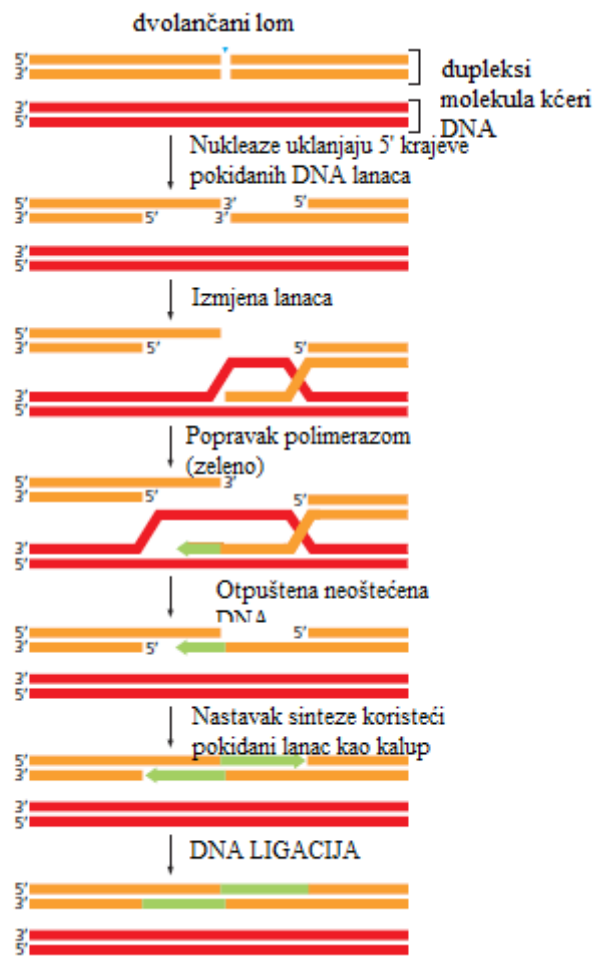 dvolančani lom
5'
3'
dupleksi
molekula kćeri
DNA
3'
5'
Nukleaze uklanjaju 5' krajeve
pokidanih DNA lanaca
5' 3' 5'
3' 5' 3'
3'
5'
Izmjena lanaca
5'
3' 5' 5'
3'
5'
Popravak polimerazom
(zeleno)
5' 3'
3' 5' 5'
3'
5'
Otpuštena neoštećena
DNA
5' 5'
3' 5'
3'
5'
Nastavak sinteze koristeći
pokidani lanac kao kalup
5'
3'
3'
5'
DNA LIGACIJA
5'
3'
3'
5'